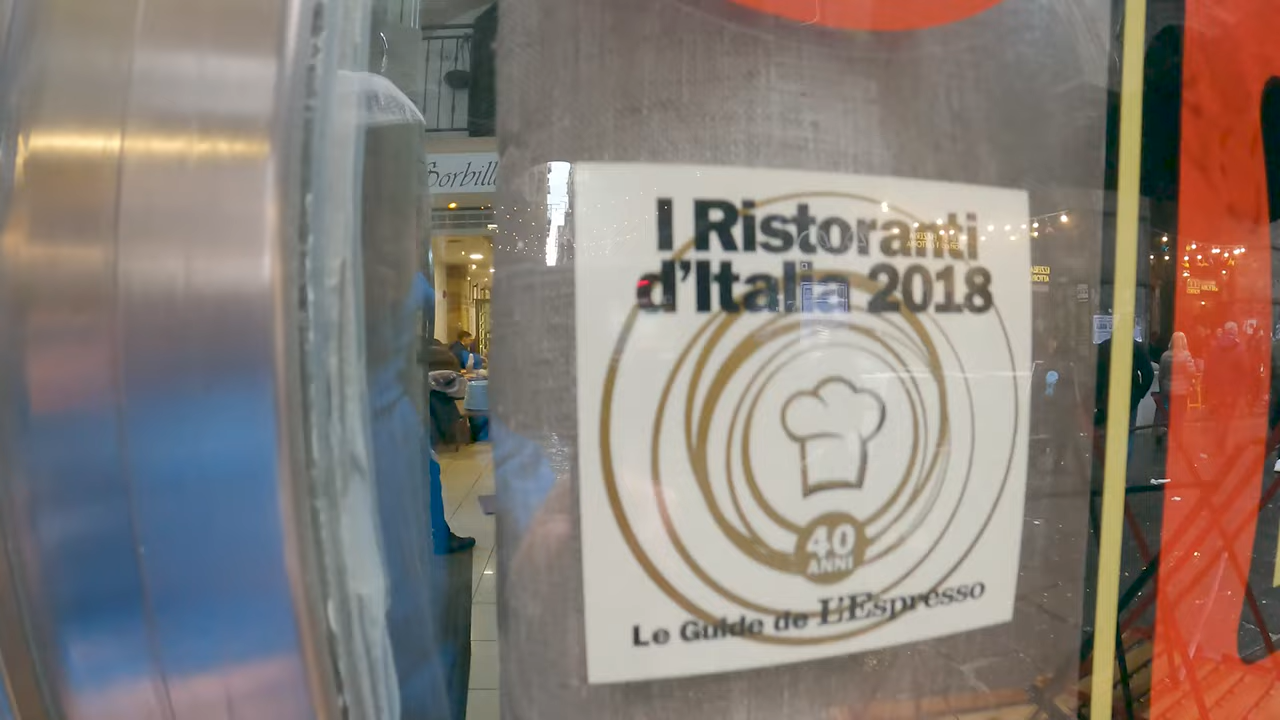 Sorbill
I Ristoranti
d'Italia 2018
40
ANNI
Le Guide de L'Espresso